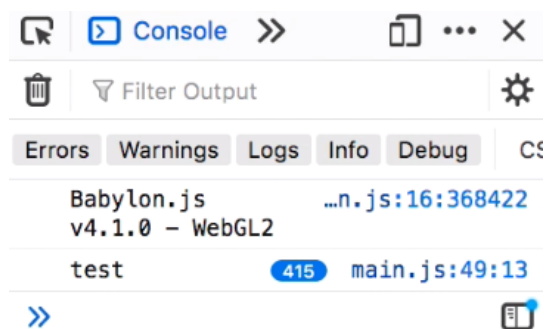 Console
Filter Output
Errors Warnings Logs Info Debug CS
Babylon.js …n.js:16:368422
v4.1.0 – WebGL2
test 415 main.js:49:13